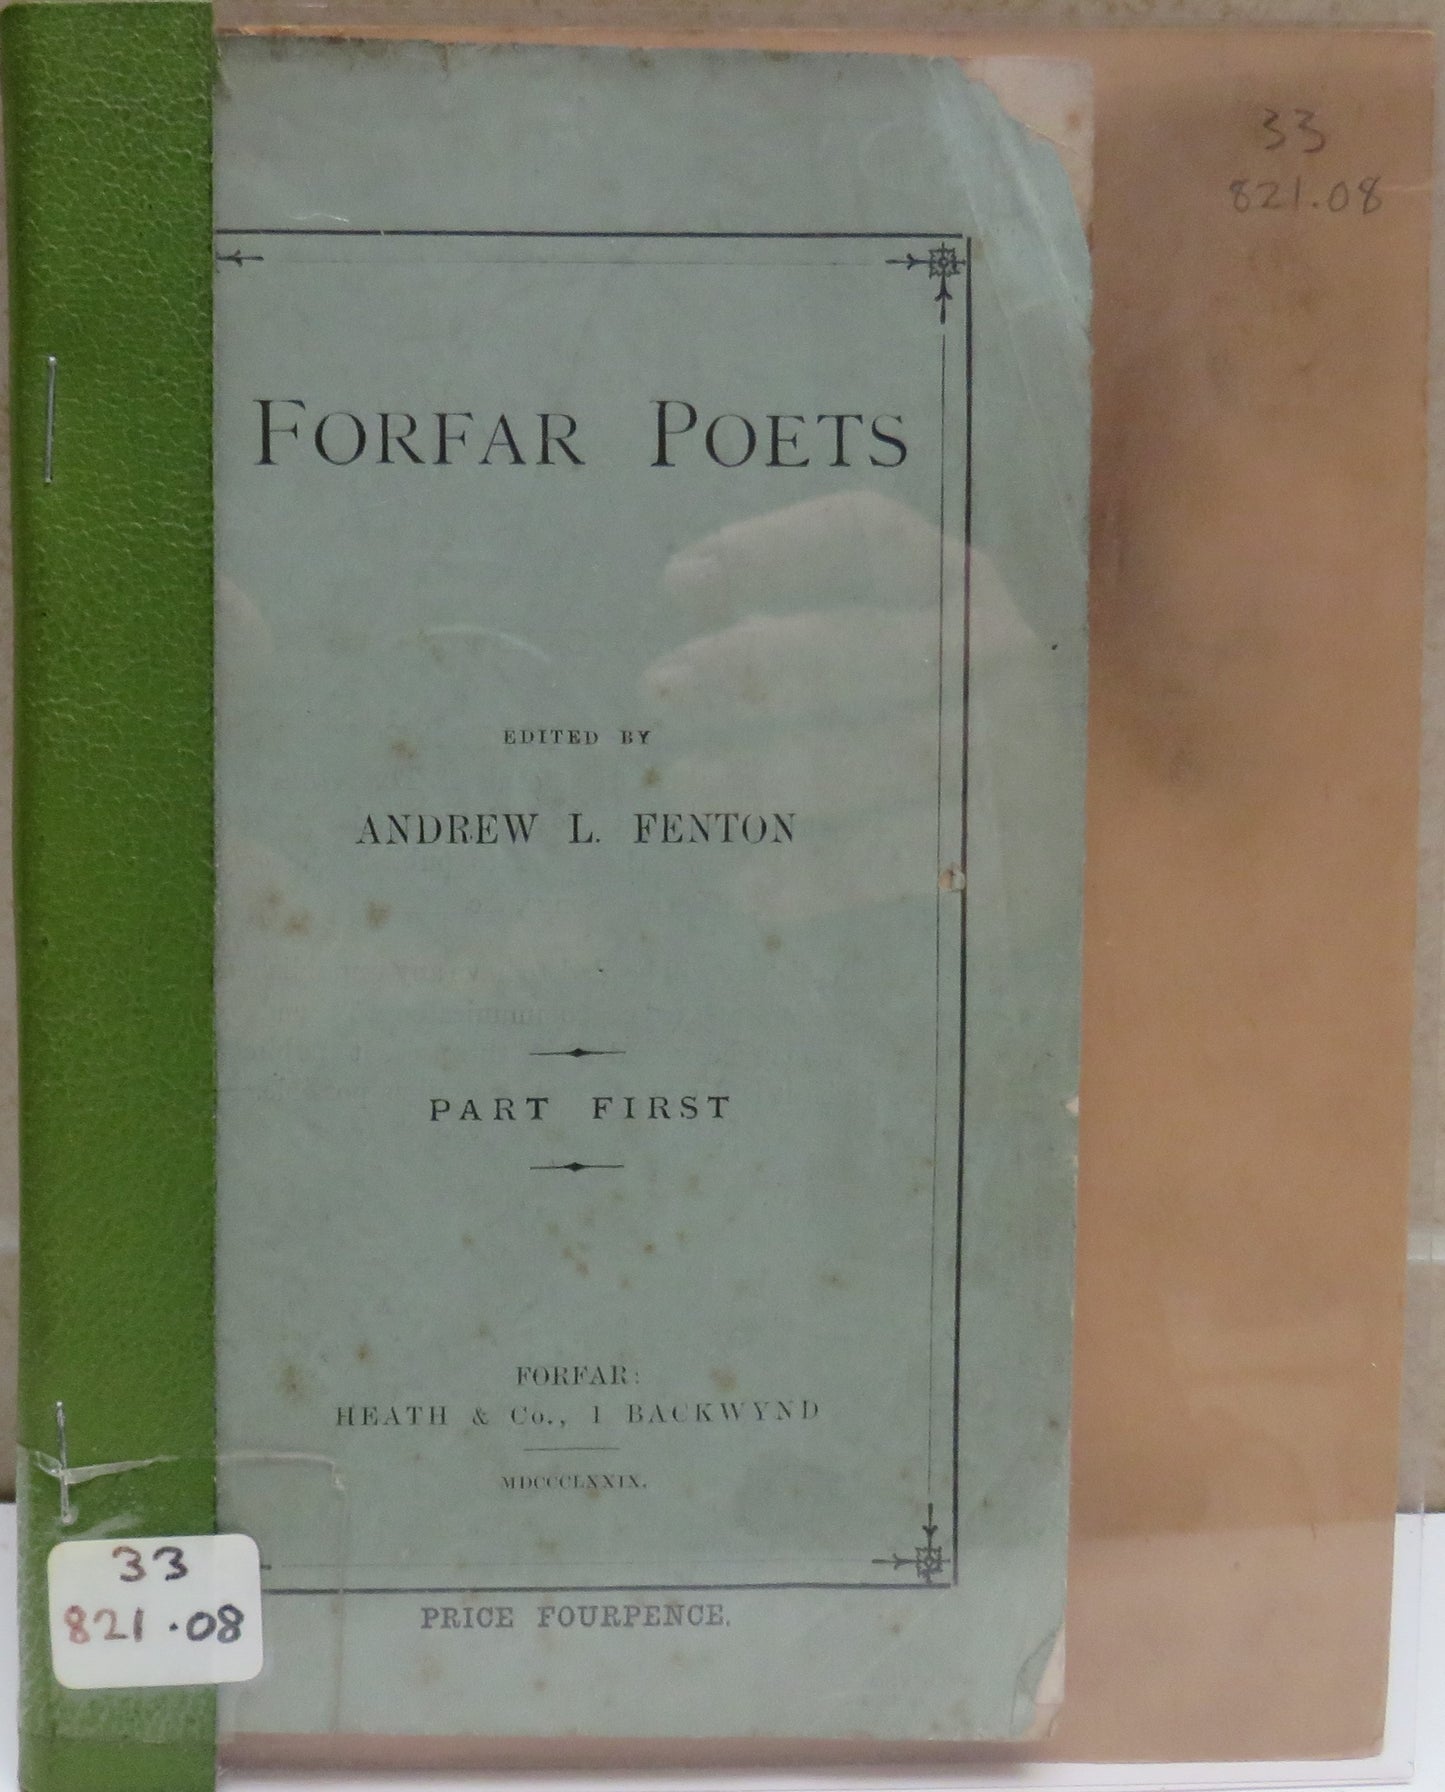 33
821.08
FORFAR POETS
EDITED BY
ANDREW L. FENTON
PART FIRST
FORFAR:
HEATH & Co., 1 BACKWYND
MDCCCLXXIX.
PRICE FOURPENCE.
33
821.08